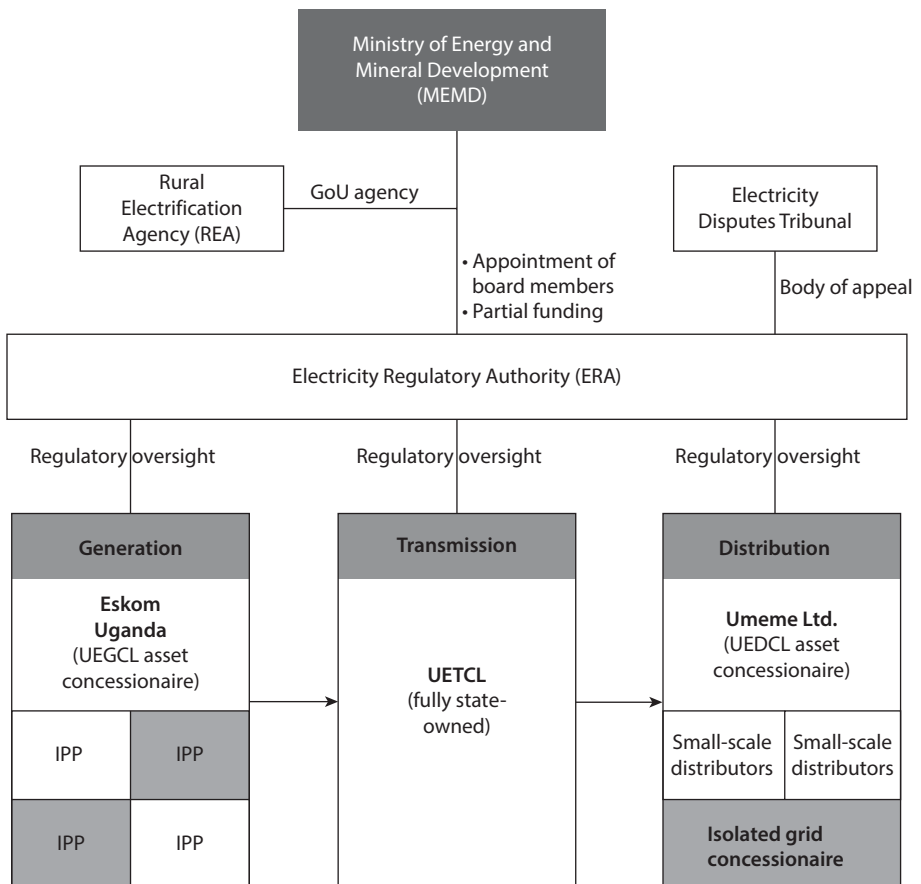 Ministry of Energy and
Mineral Development
(MEMD)
Rural
Electrification
Agency (REA)
GoU agency
Electricity
Disputes Tribunal
• Appointment of
board members
• Partial funding
Body of appeal
Electricity Regulatory Authority (ERA)
Regulatory oversight
Regulatory oversight
Regulatory oversight
Generation
Eskom
Uganda
(UEGCL asset
concessionaire)
IPP
IPP
IPP
IPP
Transmission
UETCL
(fully state-
owned)
Distribution
Umeme Ltd.
(UEDCL asset
concessionaire)
Small-scale
distributors
Small-scale
distributors
Isolated grid
concessionaire